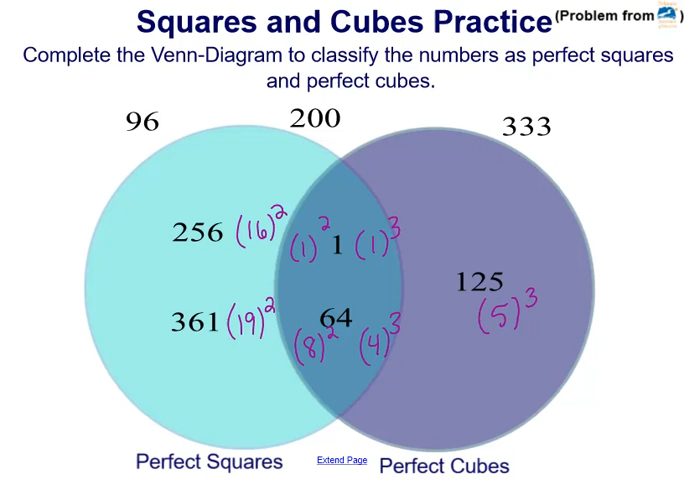 Squares and Cubes Practice (Problem from )
Complete the Venn-Diagram to classify the numbers as perfect squares
and perfect cubes.
96 200 333
256 (16)² (1)² 1 (1)³
125
(5)³
361 (19)² 64
(8)² (4)³
Perfect Squares Extend Page Perfect Cubes